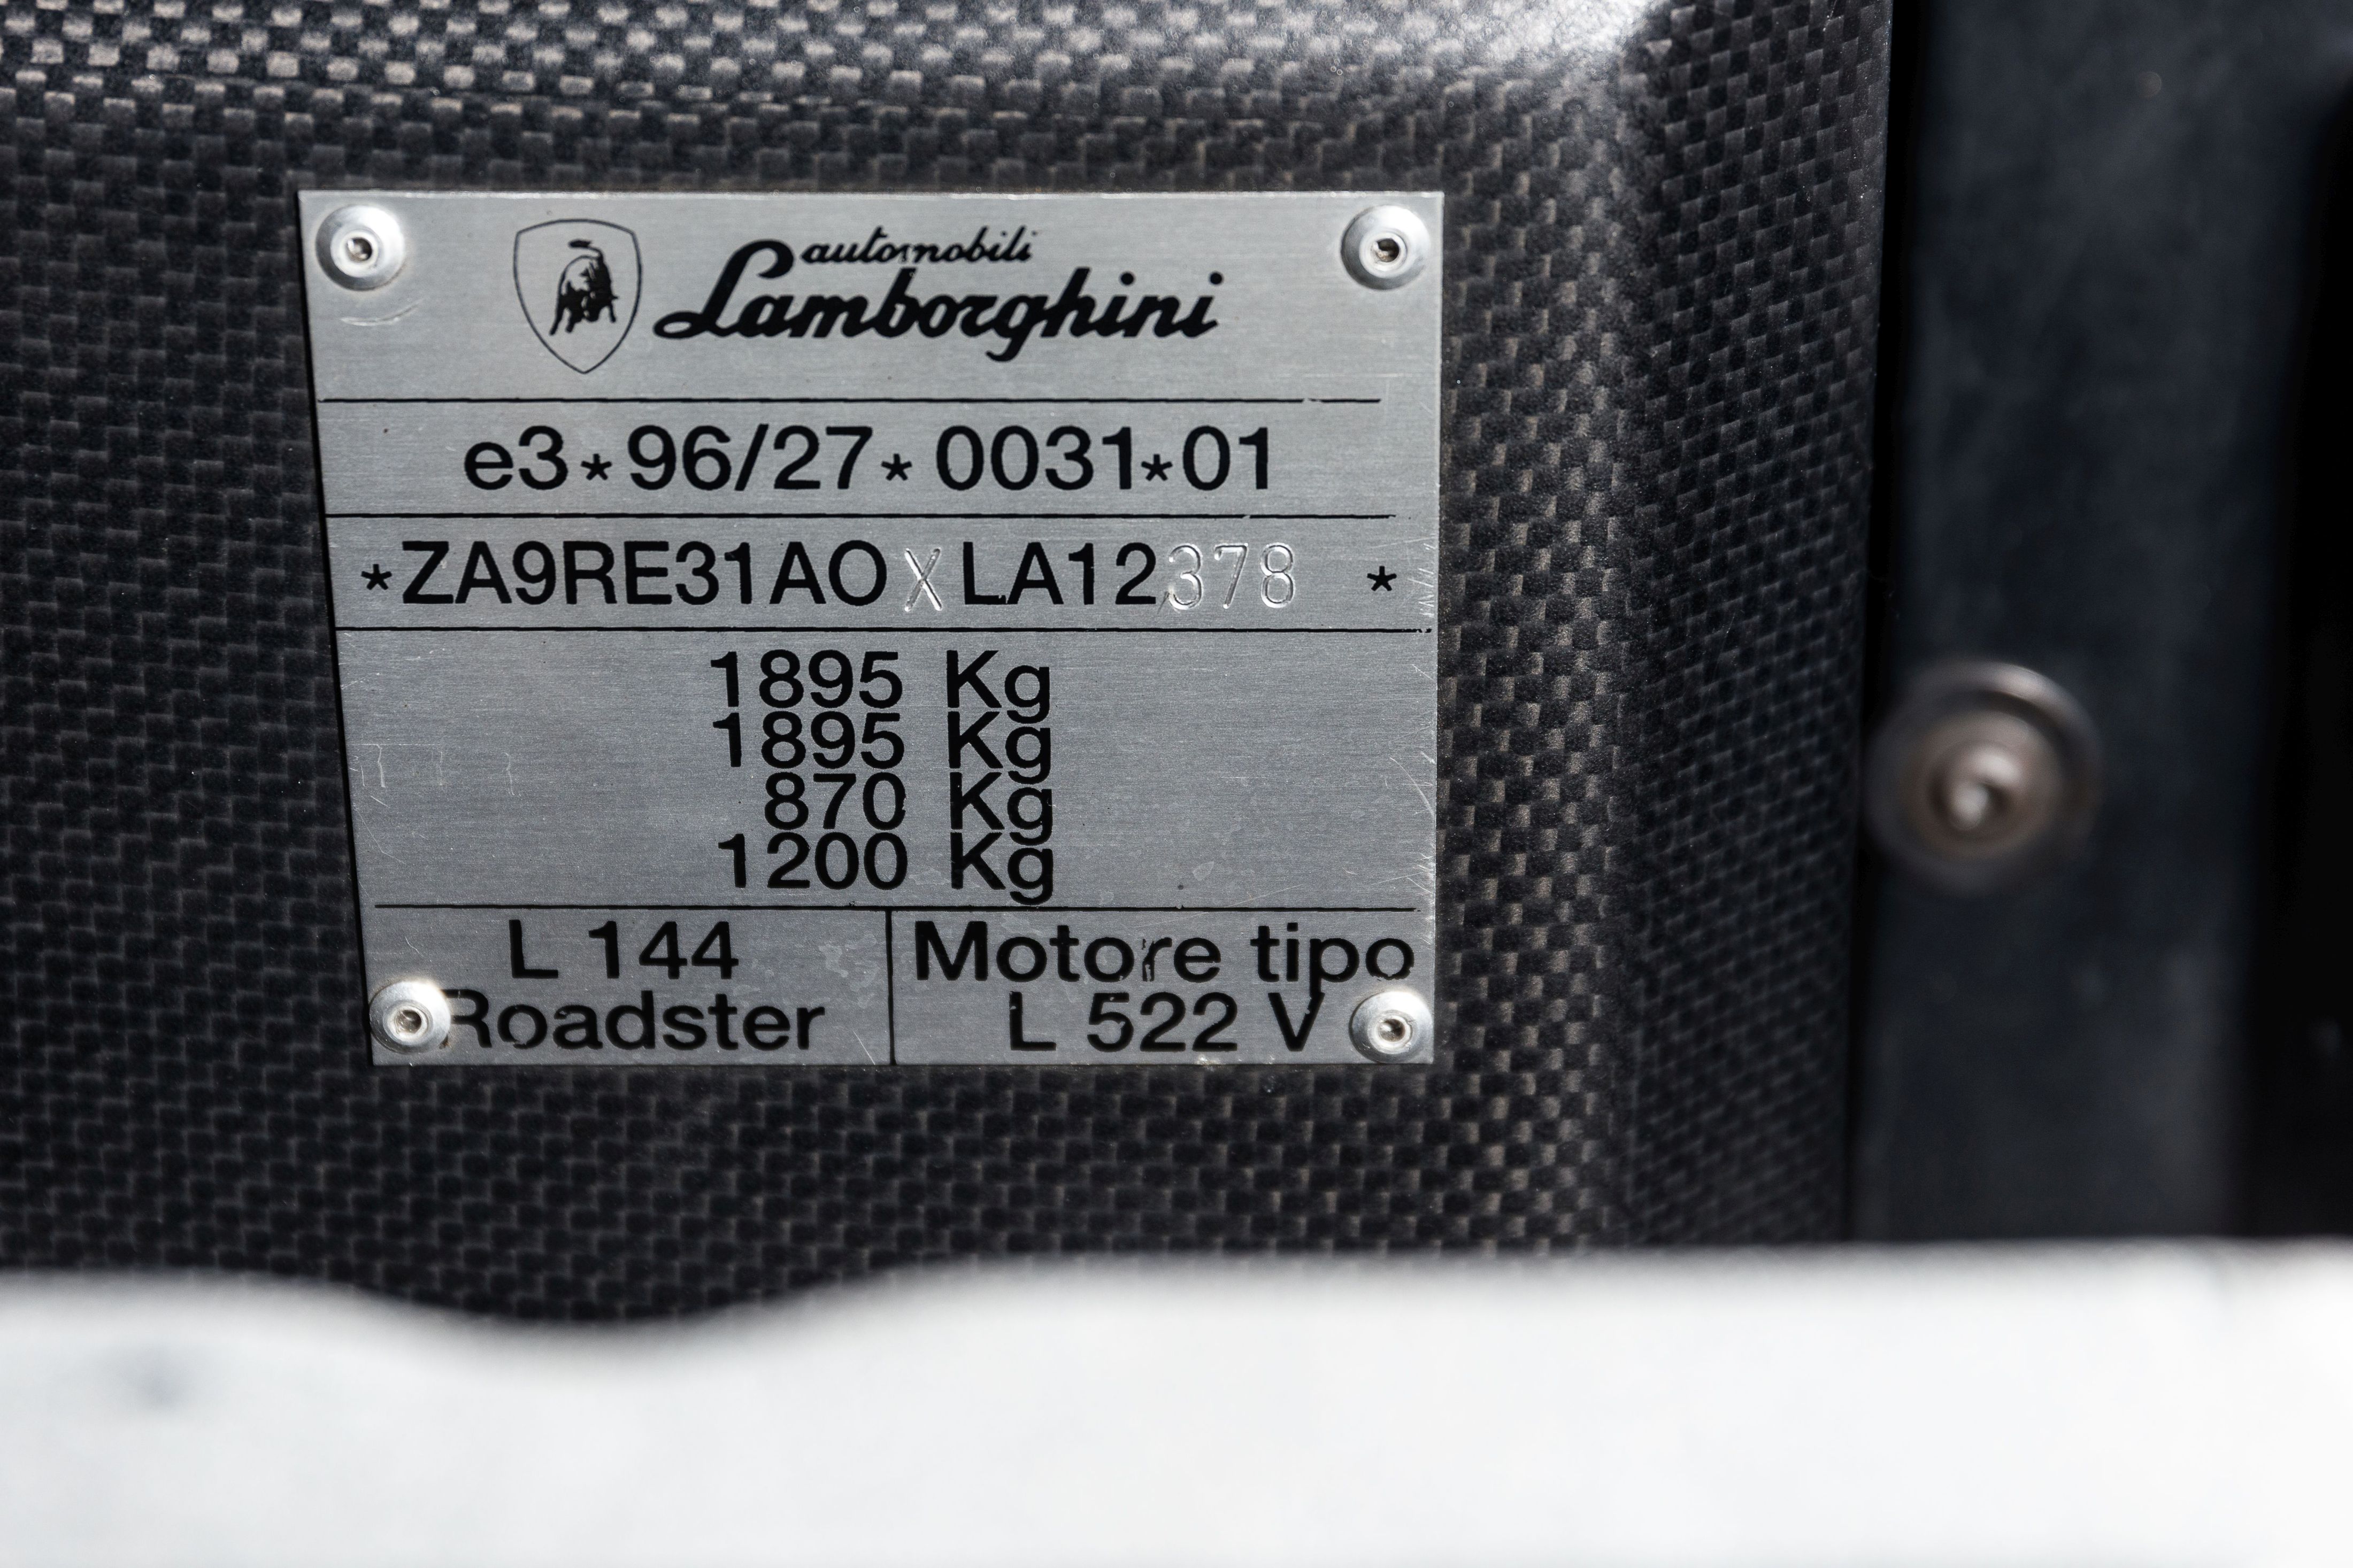 automobili
Lamborghini
e3*96/27*0031*01
*ZA9RE31AOXLA12378 *
1895 Kg
1895 Kg
870 Kg
1200 Kg
L 144
Roadster
Motore tipo
L 522 V